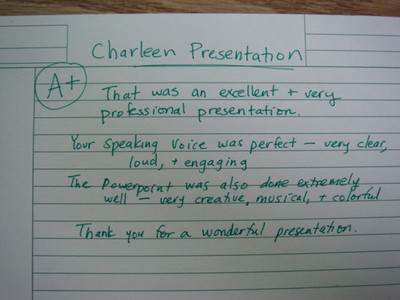 Charleen Presentation
A+
That was an excellent + very
professional presentation.
Your speaking voice was perfect – very clear,
loud, + engaging
The Powerpoint was also done extremely
well – very creative, musical, + colorful
Thank you for a wonderful presentation.